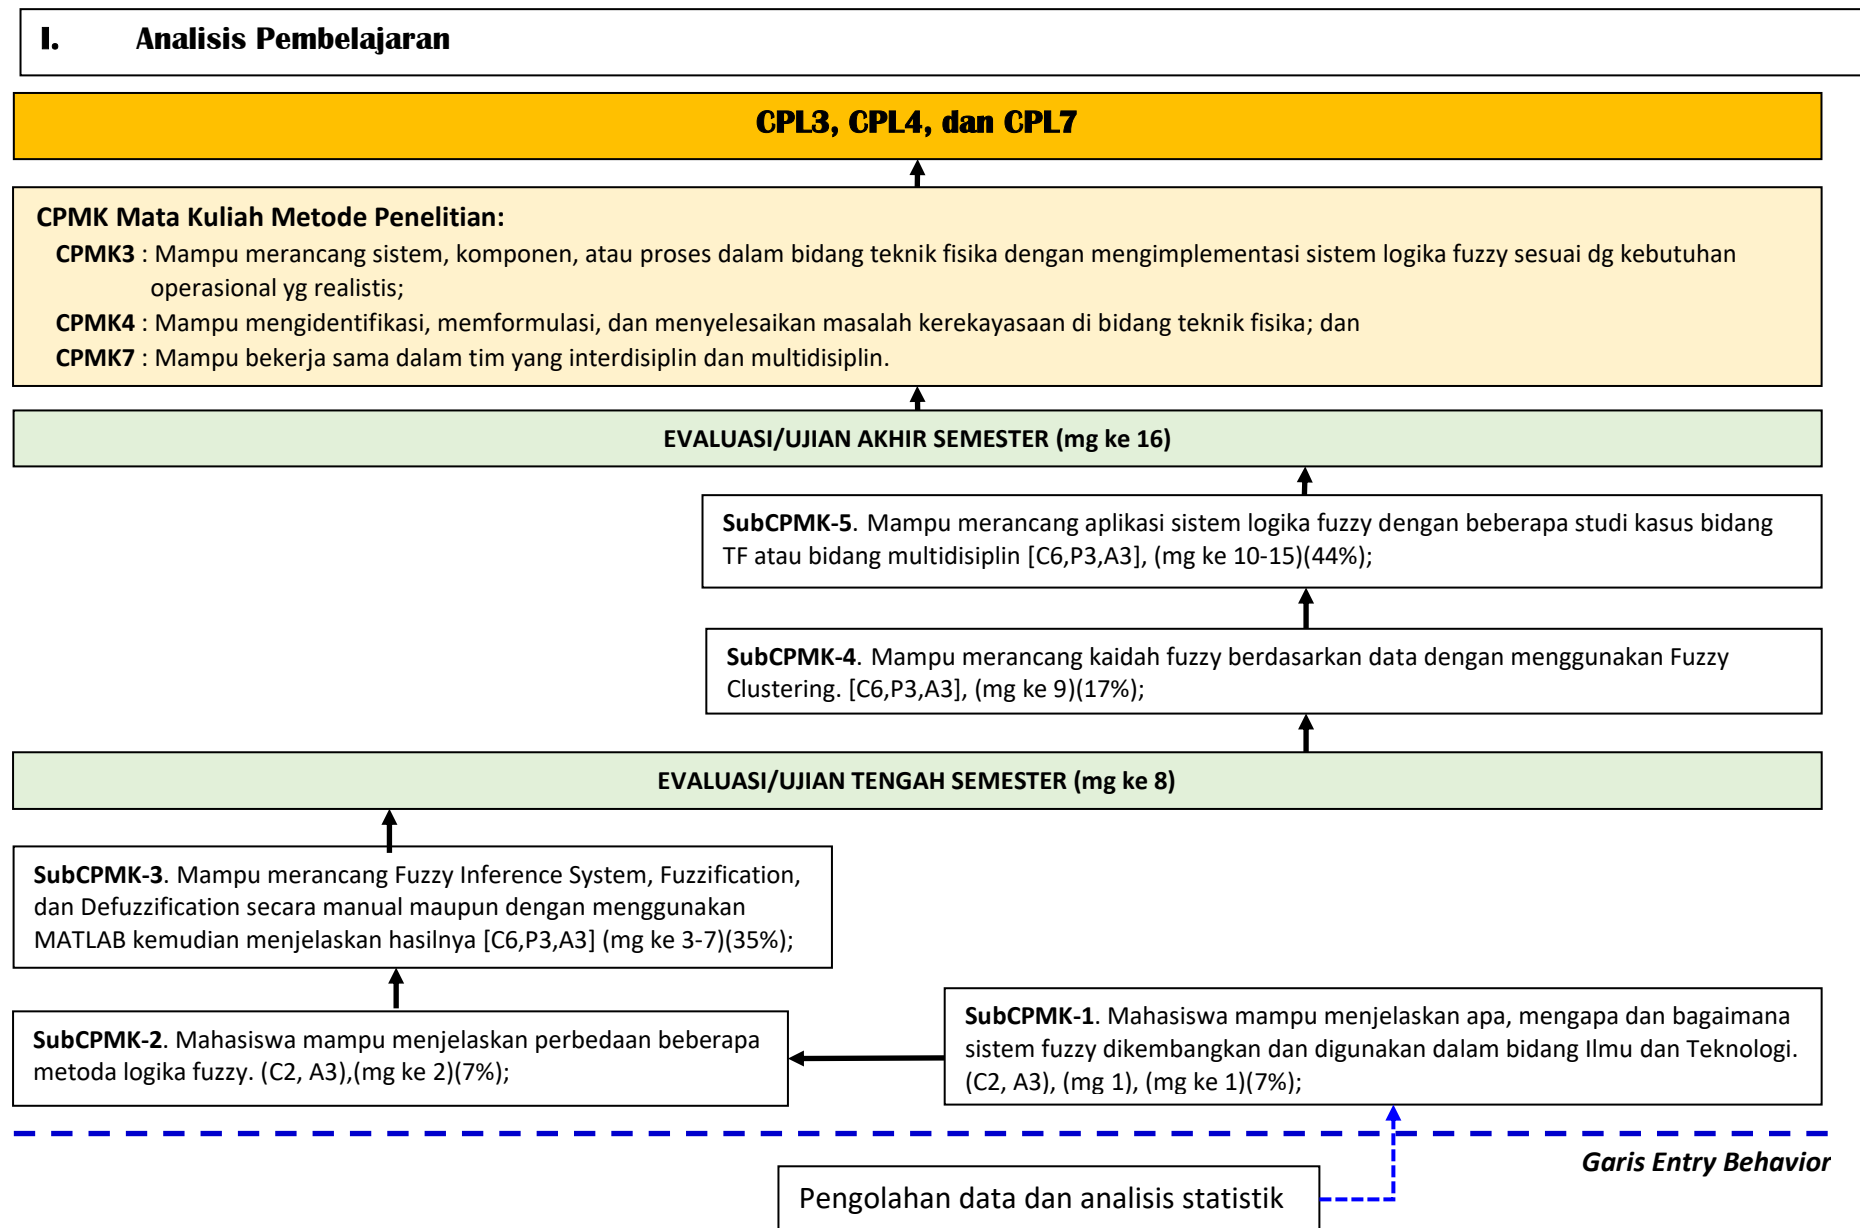 I. Analisis Pembelajaran
CPL3, CPL4, dan CPL7
CPMK Mata Kuliah Metode Penelitian:
CPMK3 : Mampu merancang sistem, komponen, atau proses dalam bidang teknik fisika dengan mengimplementasi sistem logika fuzzy sesuai dg kebutuhan
operasional yg realistis;
CPMK4 : Mampu mengidentifikasi, memformulasi, dan menyelesaikan masalah kerekayasaan di bidang teknik fisika; dan
CPMK7 : Mampu bekerja sama dalam tim yang interdisiplin dan multidisiplin.
EVALUASI/UJIAN AKHIR SEMESTER (mg ke 16)
SubCPMK-5. Mampu merancang aplikasi sistem logika fuzzy dengan beberapa studi kasus bidang
TF atau bidang multidisiplin [C6,P3,A3], (mg ke 10-15)(44%);
SubCPMK-4. Mampu merancang kaidah fuzzy berdasarkan data dengan menggunakan Fuzzy
Clustering. [C6,P3,A3], (mg ke 9)(17%);
EVALUASI/UJIAN TENGAH SEMESTER (mg ke 8)
SubCPMK-3. Mampu merancang Fuzzy Inference System, Fuzzification,
dan Defuzzification secara manual maupun dengan menggunakan
MATLAB kemudian menjelaskan hasilnya [C6,P3,A3] (mg ke 3-7)(35%);
SubCPMK-2. Mahasiswa mampu menjelaskan perbedaan beberapa
metoda logika fuzzy. (C2, A3),(mg ke 2)(7%);
SubCPMK-1. Mahasiswa mampu menjelaskan apa, mengapa dan bagaimana
sistem fuzzy dikembangkan dan digunakan dalam bidang Ilmu dan Teknologi.
(C2, A3), (mg 1), (mg ke 1)(7%);
Garis Entry Behavior
Pengolahan data dan analisis statistik